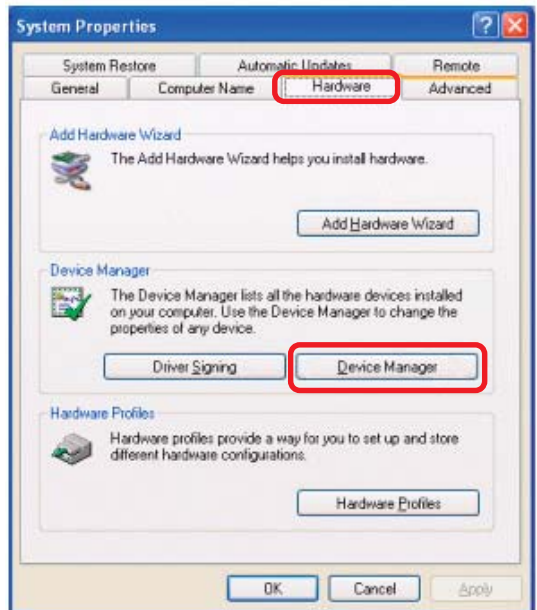 System Properties
System Restore Automatic Updates Remote
General Computer Name Hardware Advanced
Add Hardware Wizard
The Add Hardware Wizard helps you install hardware.
Add Hardware Wizard
Device Manager
The Device Manager lists all the hardware devices installed
on your computer. Use the Device Manager to change the
properties of any device.
Driver Signing Device Manager
Hardware Profiles
Hardware profiles provide a way for you to set up and store
different hardware configurations.
Hardware Profiles
OK Cancel Apply